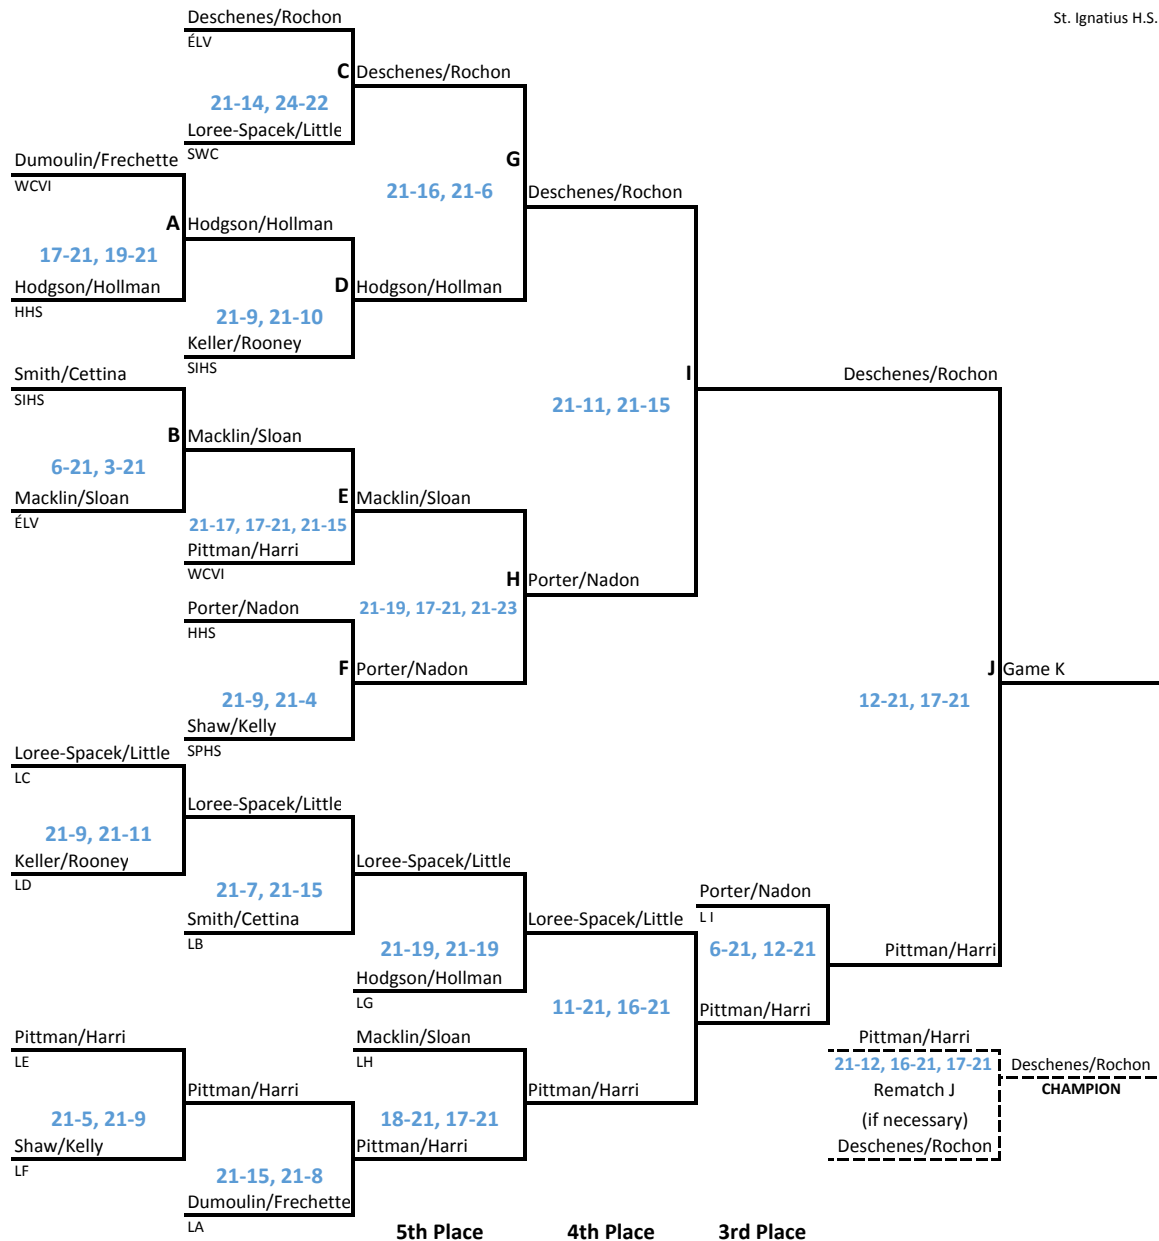 Deschenes/Rochon
St. Ignatius H.S.
ÉLV
C Deschenes/Rochon
21-14, 24-22
Loree-Spacek/Little
SWC
Dumoulin/Frechette
WCVI
G
21-16, 21-6
Deschenes/Rochon
A Hodgson/Hollman
17-21, 19-21
Hodgson/Hollman
HHS
D Hodgson/Hollman
21-9, 21-10
Keller/Rooney
SIHS
Smith/Cettina
SIHS
I
Deschenes/Rochon
21-11, 21-15
B Macklin/Sloan
6-21, 3-21
Macklin/Sloan
ÉLV
E Macklin/Sloan
21-17, 17-21, 21-15
Pittman/Harri
WCVI
H Porter/Nadon
21-19, 17-21, 21-23
Porter/Nadon
HHS
F Porter/Nadon
21-9, 21-4
Shaw/Kelly
SPHS
J Game K
12-21, 17-21
Loree-Spacek/Little
LC
Loree-Spacek/Little
21-9, 21-11
Keller/Rooney
LD
Loree-Spacek/Little
21-7, 21-15
Smith/Cettina
LB
Loree-Spacek/Little
Porter/Nadon
L I
21-19, 21-19
6-21, 12-21
Pittman/Harri
Hodgson/Hollman
LG
11-21, 16-21
Pittman/Harri
Pittman/Harri
LE
Macklin/Sloan
LH
Pittman/Harri
21-12, 16-21, 17-21
Deschenes/Rochon
CHAMPION
Rematch J
(if necessary)
Deschenes/Rochon
Pittman/Harri
Pittman/Harri
21-5, 21-9
18-21, 17-21
Shaw/Kelly
LF
Pittman/Harri
21-15, 21-8
Dumoulin/Frechette
LA
5th Place
4th Place
3rd Place